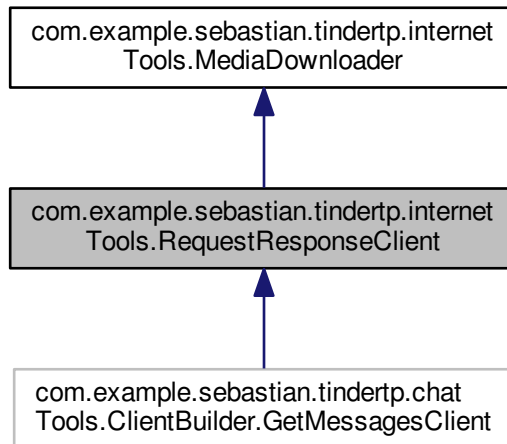 com.example.sebastian.tindertp.internet
Tools.MediaDownloader
com.example.sebastian.tindertp.internet
Tools.RequestResponseClient
com.example.sebastian.tindertp.chat
Tools.ClientBuilder.GetMessagesClient